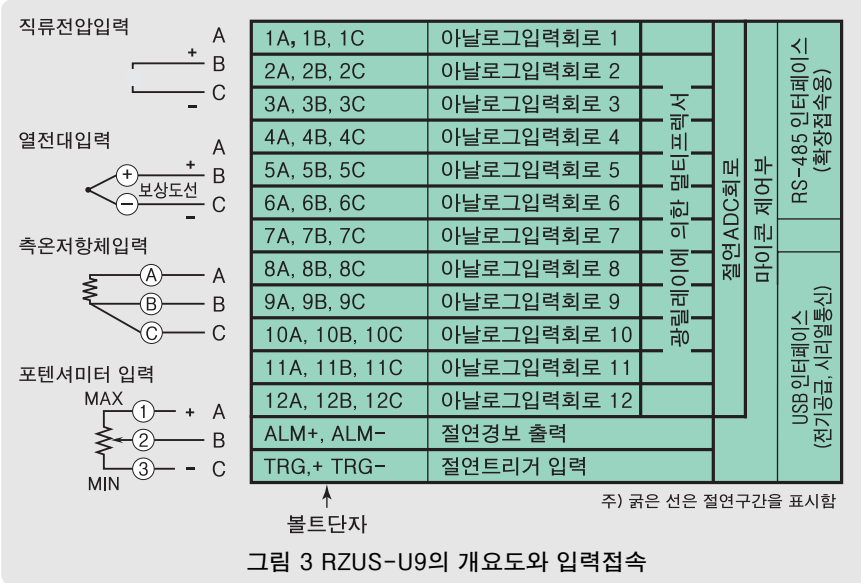 직류전압입력
A
+ B
C
−
열전대입력
A
+
+ B
보상도선
− C
−
측온저항체입력
A A
B B
C C
포텐셔미터 입력
MAX
1 + A
2 B
3 − C
MIN
1A, 1B, 1C 아날로그입력회로 1
2A, 2B, 2C 아날로그입력회로 2
3A, 3B, 3C 아날로그입력회로 3
4A, 4B, 4C 아날로그입력회로 4
5A, 5B, 5C 아날로그입력회로 5
6A, 6B, 6C 아날로그입력회로 6
7A, 7B, 7C 아날로그입력회로 7
8A, 8B, 8C 아날로그입력회로 8
9A, 9B, 9C 아날로그입력회로 9
10A, 10B, 10C 아날로그입력회로 10
11A, 11B, 11C 아날로그입력회로 11
12A, 12B, 12C 아날로그입력회로 12
ALM+, ALM− 절연경보 출력
TRG,+ TRG− 절연트리거 입력
광릴레이에 의한 멀티프렉서
절연ADC회로
마이콘 제어부
RS-485 인터페이스
(확장접속용)
USB 인터페이스
(전기공급, 시리얼통신)
주) 굵은 선은 절연구간을 표시함
볼트단자
그림 3 RZUS-U9의 개요도와 입력접속